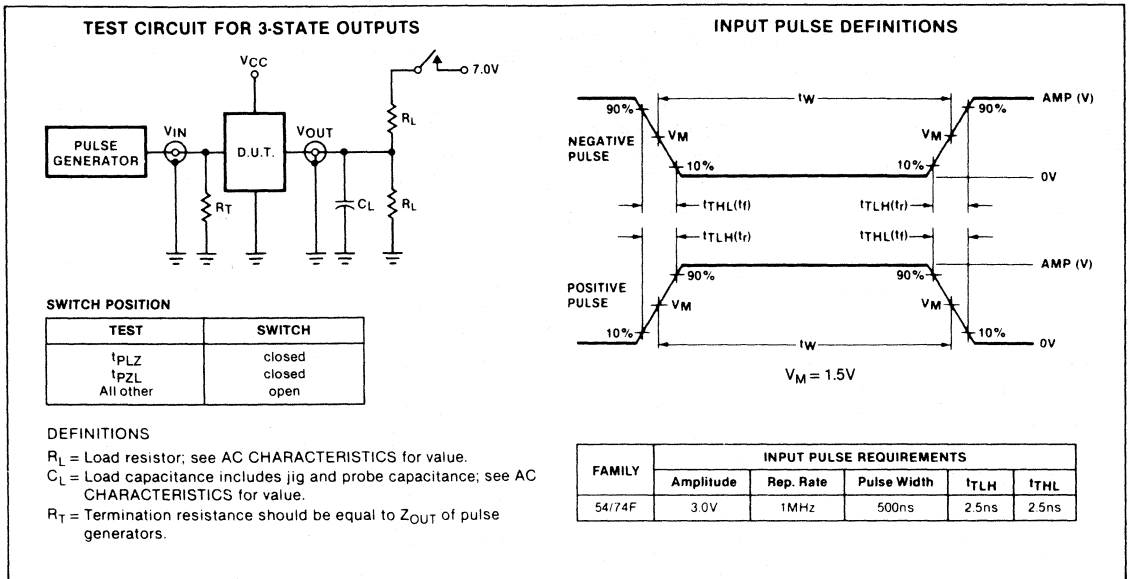 TEST CIRCUIT FOR 3-STATE OUTPUTS
VCC
7.0V
RL
PULSE
GENERATOR
VIN
D.U.T.
VOUT
RT
CL
RL
SWITCH POSITION
TEST SWITCH
tPLZ closed
tPZL closed
All other open
DEFINITIONS
RL = Load resistor; see AC CHARACTERISTICS for value.
CL = Load capacitance includes jig and probe capacitance; see AC
CHARACTERISTICS for value.
RT = Termination resistance should be equal to ZOUT of pulse
generators.
INPUT PULSE DEFINITIONS
90% tW 90% AMP (V)
NEGATIVE
PULSE
VM VM
10% 10%
0V
tTHL(tf) tTLH(tr)
tTLH(tr) tTHL(tf)
AMP (V)
90% 90%
POSITIVE
PULSE
VM VM
10% 10%
tW 0V
VM = 1.5V
FAMILY INPUT PULSE REQUIREMENTS
Amplitude Rep. Rate Pulse Width tTLH tTHL
54/74F 3.0V 1MHz 500ns 2.5ns 2.5ns